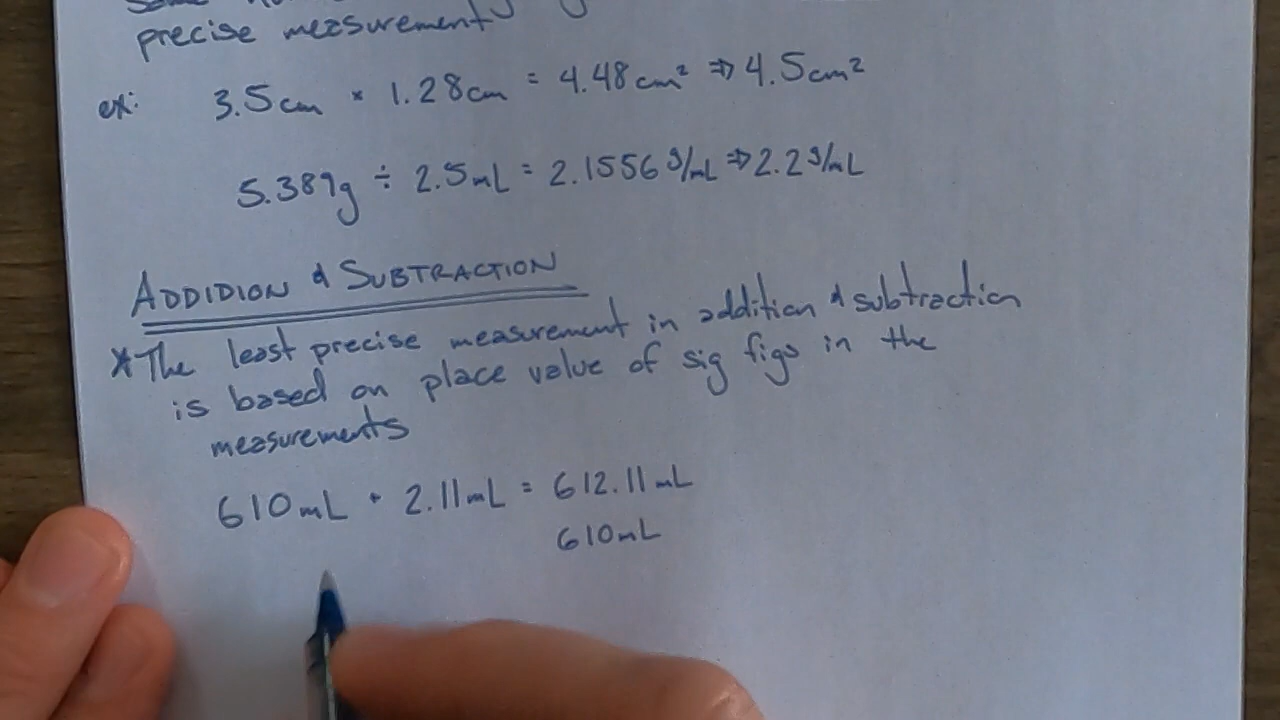 precise measurement
ex: 3.5cm × 1.28cm = 4.48cm² ⇒ 4.5cm²
5.389g ÷ 2.5mL = 2.1556 g/mL ⇒ 2.2 g/mL
ADDIDION & SUBTRACTION
*The least precise measurement in addition & subtraction
is based on place value of sig figs in the
measurements
610mL + 2.11mL = 612.11mL
610mL